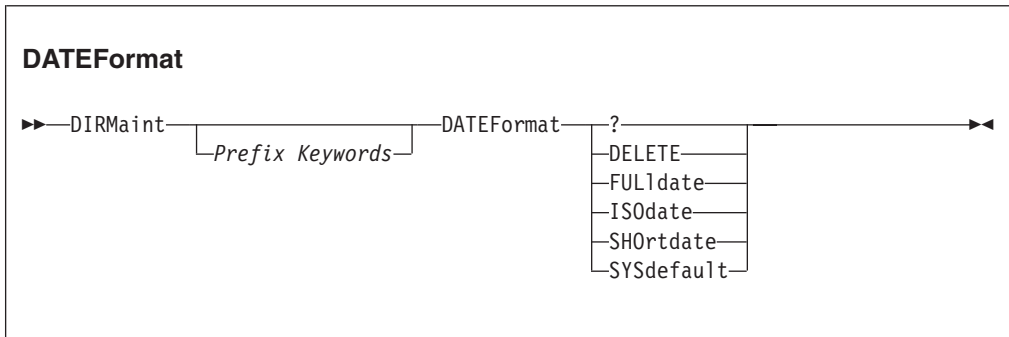 DATEFormat
DIRMaint DATEFormat ?
Prefix Keywords
DELETE
FULldate
ISOdate
SHOrtdate
SYSdefault